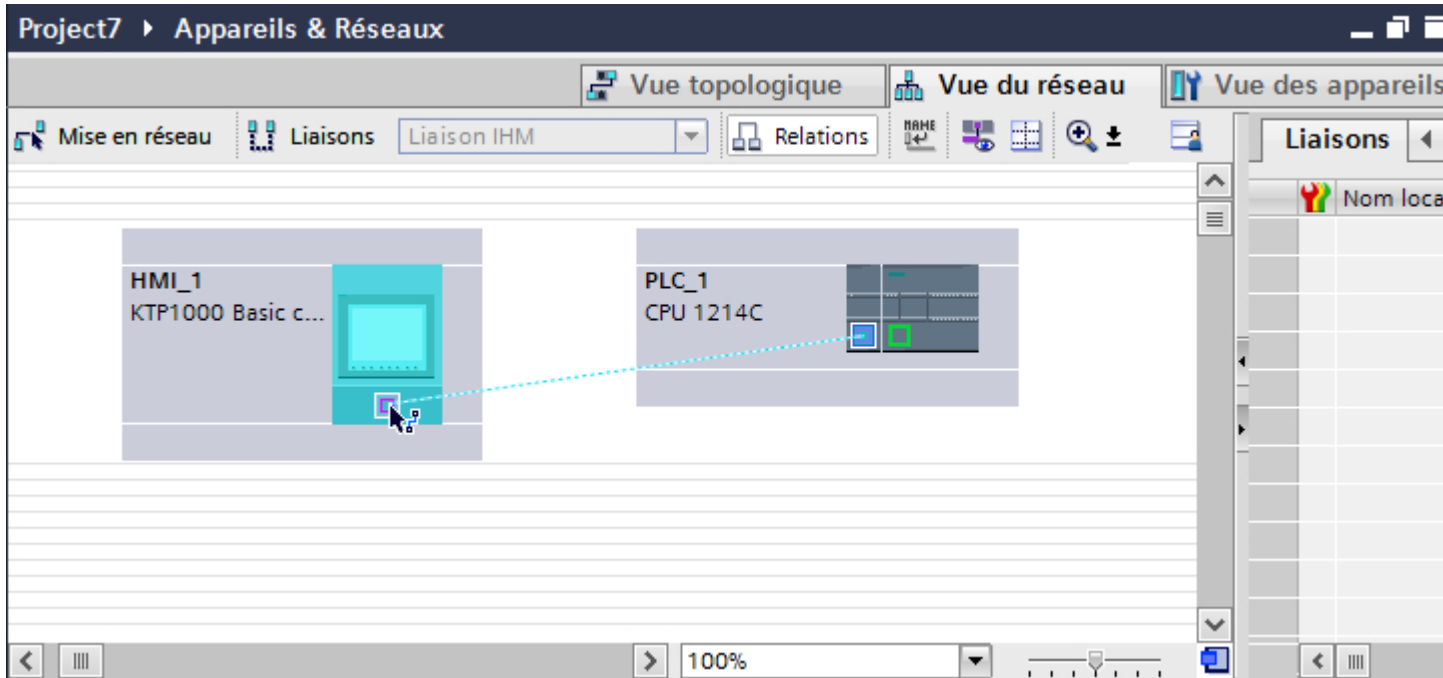 Project7 ▸ Appareils & Réseaux
Vue topologique
Vue du réseau
Vue des appareils
Mise en réseau
Liaisons
Liaison IHM
Relations
NAME
Liaisons
Nom loca
HMI_1
KTP1000 Basic c...
PLC_1
CPU 1214C
100%